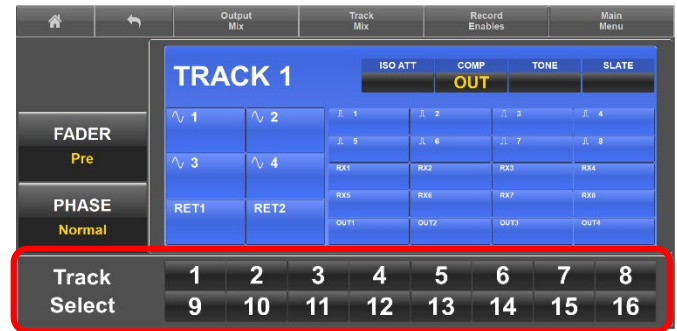 Output Mix
Track Mix
Record Enables
Main Menu
TRACK 1
ISO ATT COMP TONE SLATE
OUT
FADER
Pre
PHASE
Normal
1 2
3 4
RET1 RET2
1 2 3 4
5 6 7 8
RX1 RX2 RX3 RX4
RX5 RX6 RX7 RX8
OUT1 OUT2 OUT3 OUT4
Track Select
1 2 3 4 5 6 7 8
9 10 11 12 13 14 15 16